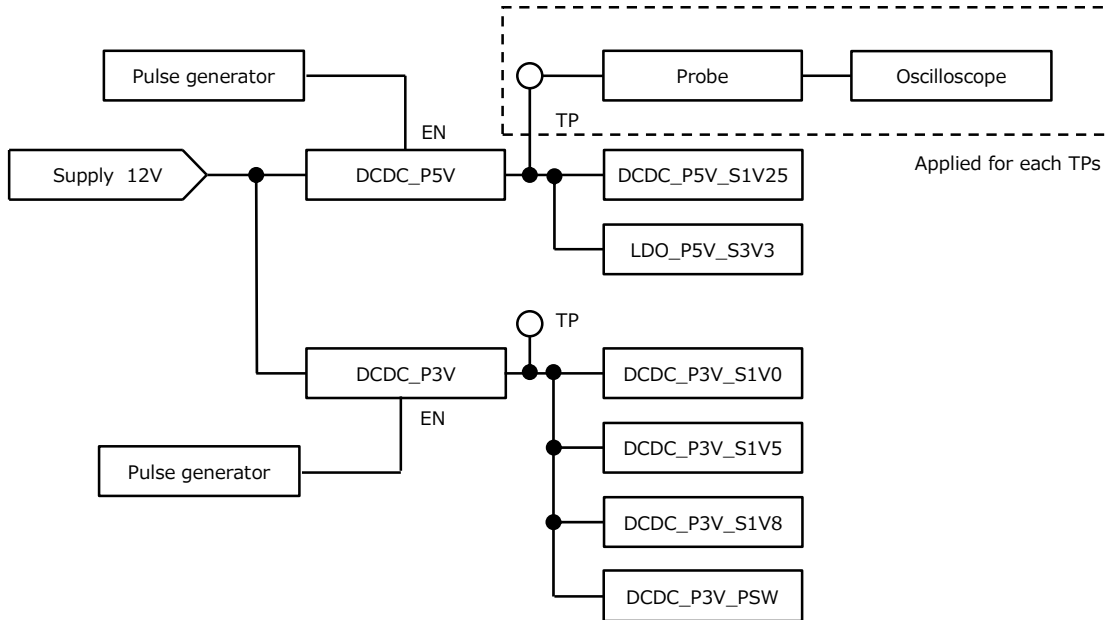 Pulse generator
Probe
Oscilloscope
EN
TP
Supply 12V
DCDC_P5V
DCDC_P5V_S1V25
Applied for each TPs
LDO_P5V_S3V3
TP
DCDC_P3V
DCDC_P3V_S1V0
EN
DCDC_P3V_S1V5
Pulse generator
DCDC_P3V_S1V8
DCDC_P3V_PSW